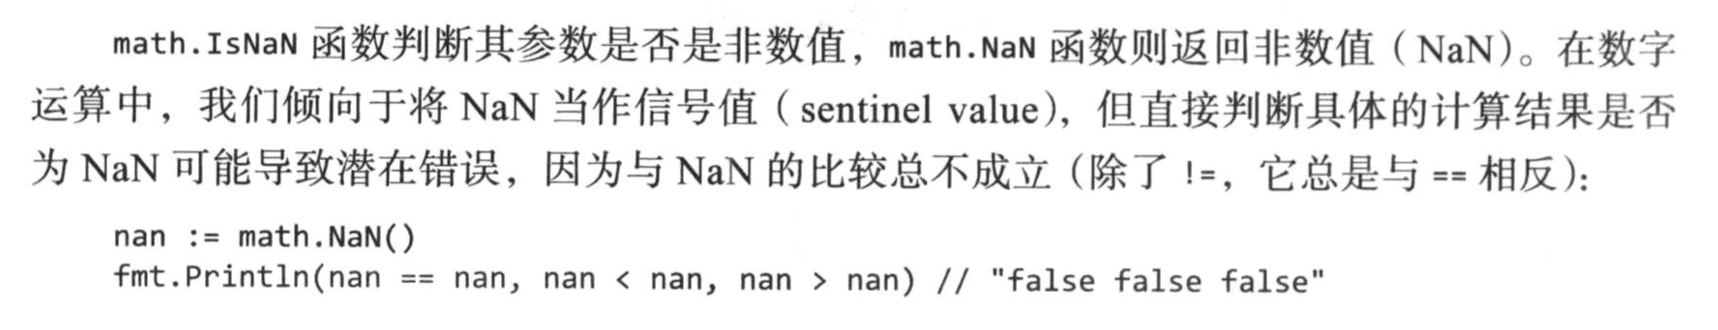 math.IsNaN 函数判断其参数是否是非数值，math.NaN 函数则返回非数值（NaN）。在数字
运算中，我们倾向于将 NaN 当作信号值（sentinel value），但直接判断具体的计算结果是否
为 NaN 可能导致潜在错误，因为与 NaN 的比较总不成立（除了 !=，它总是与 == 相反）：
nan := math.NaN()
fmt.Println(nan == nan, nan < nan, nan > nan) // "false false false"